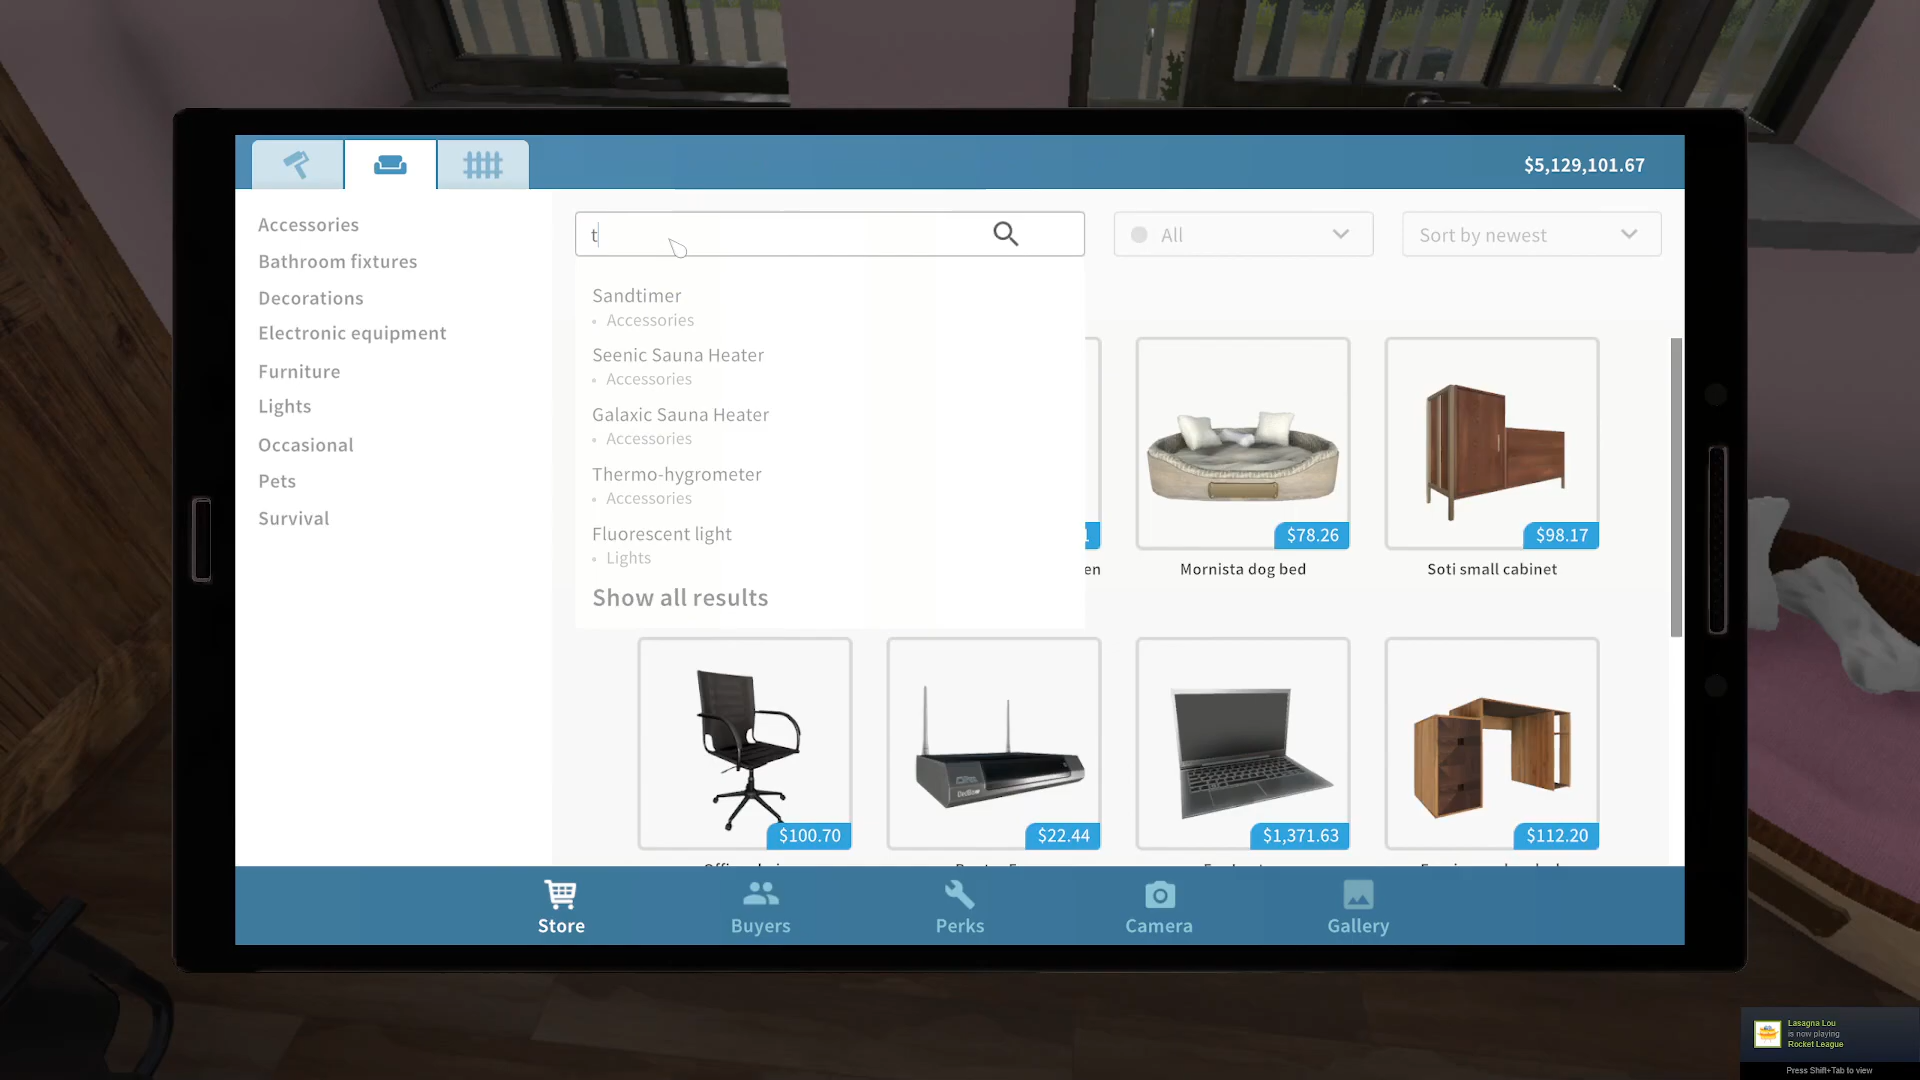 $5,129,101.67
Accessories
Bathroom fixtures
Decorations
Electronic equipment
Furniture
Lights
Occasional
Pets
Survival
t
All
Sort by newest
Sandtimer
• Accessories
Seenic Sauna Heater
• Accessories
Galaxic Sauna Heater
• Accessories
Thermo-hygrometer
• Accessories
Fluorescent light
• Lights
Show all results
1
en
$78.26
Mornista dog bed
$98.17
Soti small cabinet
$100.70
$22.44
$1,371.63
$112.20
Store
Buyers
Perks
Camera
Gallery
Lasagna Lou
is now playing
Rocket League
Press Shift+Tab to view